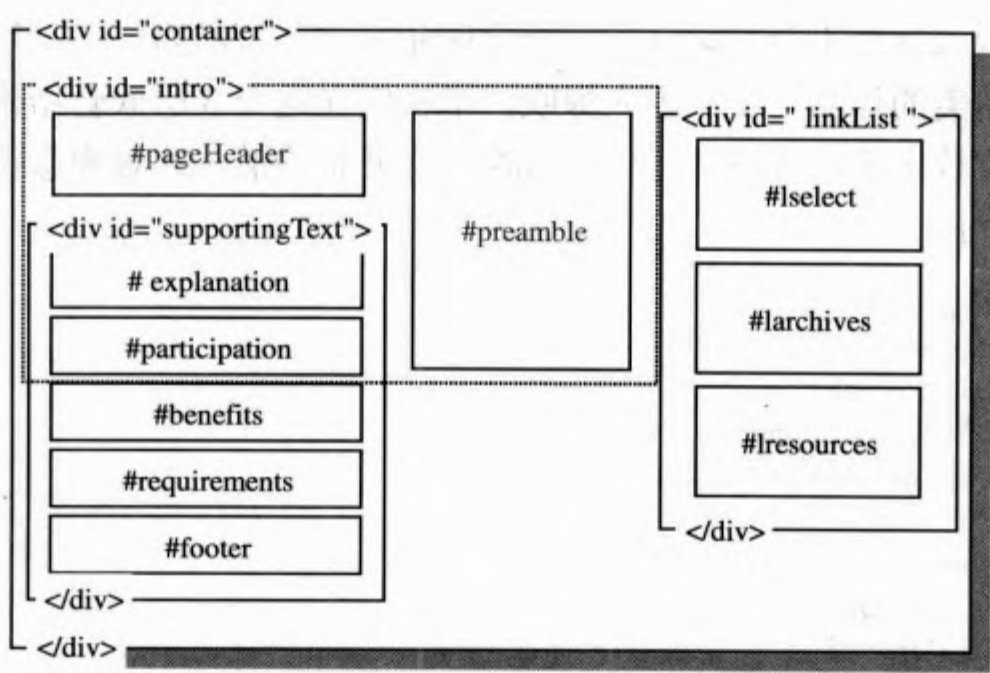 <div id="container">
<div id="intro">
#pageHeader
<div id="supportingText">
# explanation
#participation
#benefits
#requirements
#footer
</div>
#preamble
<div id=" linkList ">
#lselect
#larchives
#lresources
</div>
</div>